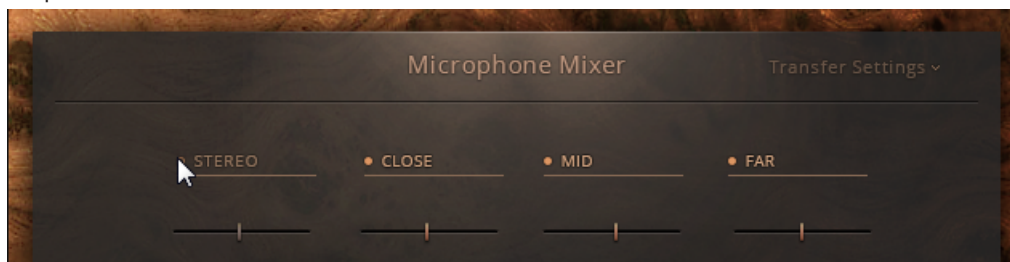 Microphone Mixer
Transfer Settings
STEREO
CLOSE
MID
FAR